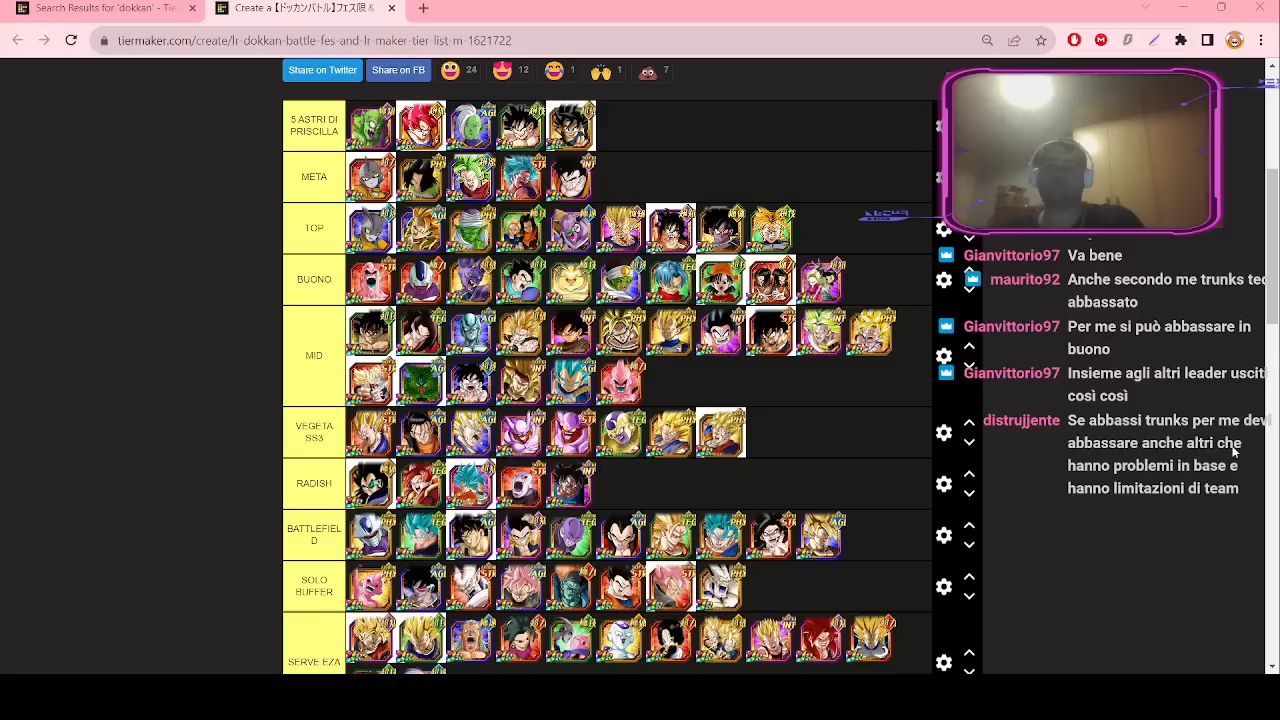 Search Results for 'dokkan' - Tie
Create a 【ドッカンバトル】フェス限 &
tiermaker.com/create/lr-dokkan-battle-fes-and-lr-maker-tier-list-m-1621722
Share on Twitter
Share on FB
24
12
1
1
7
5 ASTRI DI
PRISCILLA
META
TOP
BUONO
MID
VEGETA
SS3
RADISH
BATTLEFIEL
D
SOLO
BUFFER
SERVE EZA
Gianvittorio97 Va bene
maurito92 Anche secondo me trunks tec
abbassato
Gianvittorio97 Per me si può abbassare in
buono
Gianvittorio97 Insieme agli altri leader usciti
così così
distrujjente Se abbassi trunks per me devi
abbassare anche altri che
hanno problemi in base e
hanno limitazioni di team